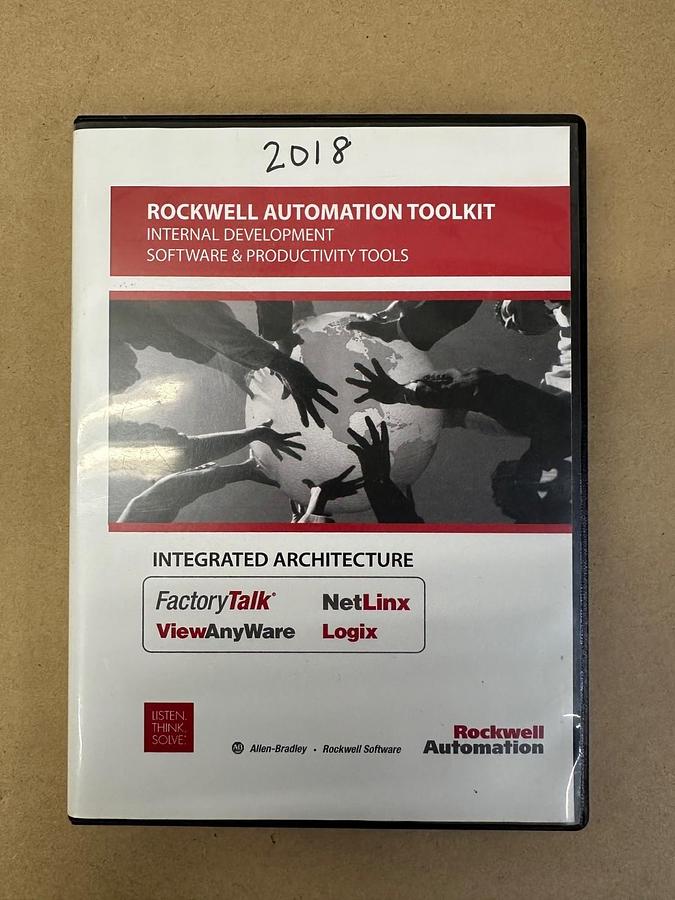 2018
ROCKWELL AUTOMATION TOOLKIT
INTERNAL DEVELOPMENT
SOFTWARE & PRODUCTIVITY TOOLS
INTEGRATED ARCHITECTURE
FactoryTalk® NetLinx
ViewAnyWare Logix
LISTEN.
THINK.
SOLVE.
AB Allen-Bradley • Rockwell Software
Rockwell
Automation